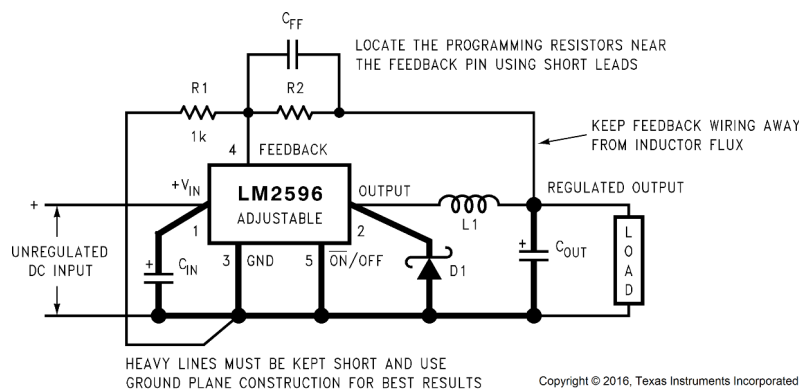 CFF
LOCATE THE PROGRAMMING RESISTORS NEAR
THE FEEDBACK PIN USING SHORT LEADS
R1
R2
1k
KEEP FEEDBACK WIRING AWAY
FROM INDUCTOR FLUX
4
FEEDBACK
+VIN
LM2596
ADJUSTABLE
OUTPUT
REGULATED OUTPUT
+
1
2
L1
UNREGULATED
DC INPUT
+
CIN
3
GND
5
ON/OFF
D1
+
COUT
LOAD
HEAVY LINES MUST BE KEPT SHORT AND USE
GROUND PLANE CONSTRUCTION FOR BEST RESULTS
Copyright © 2016, Texas Instruments Incorporated